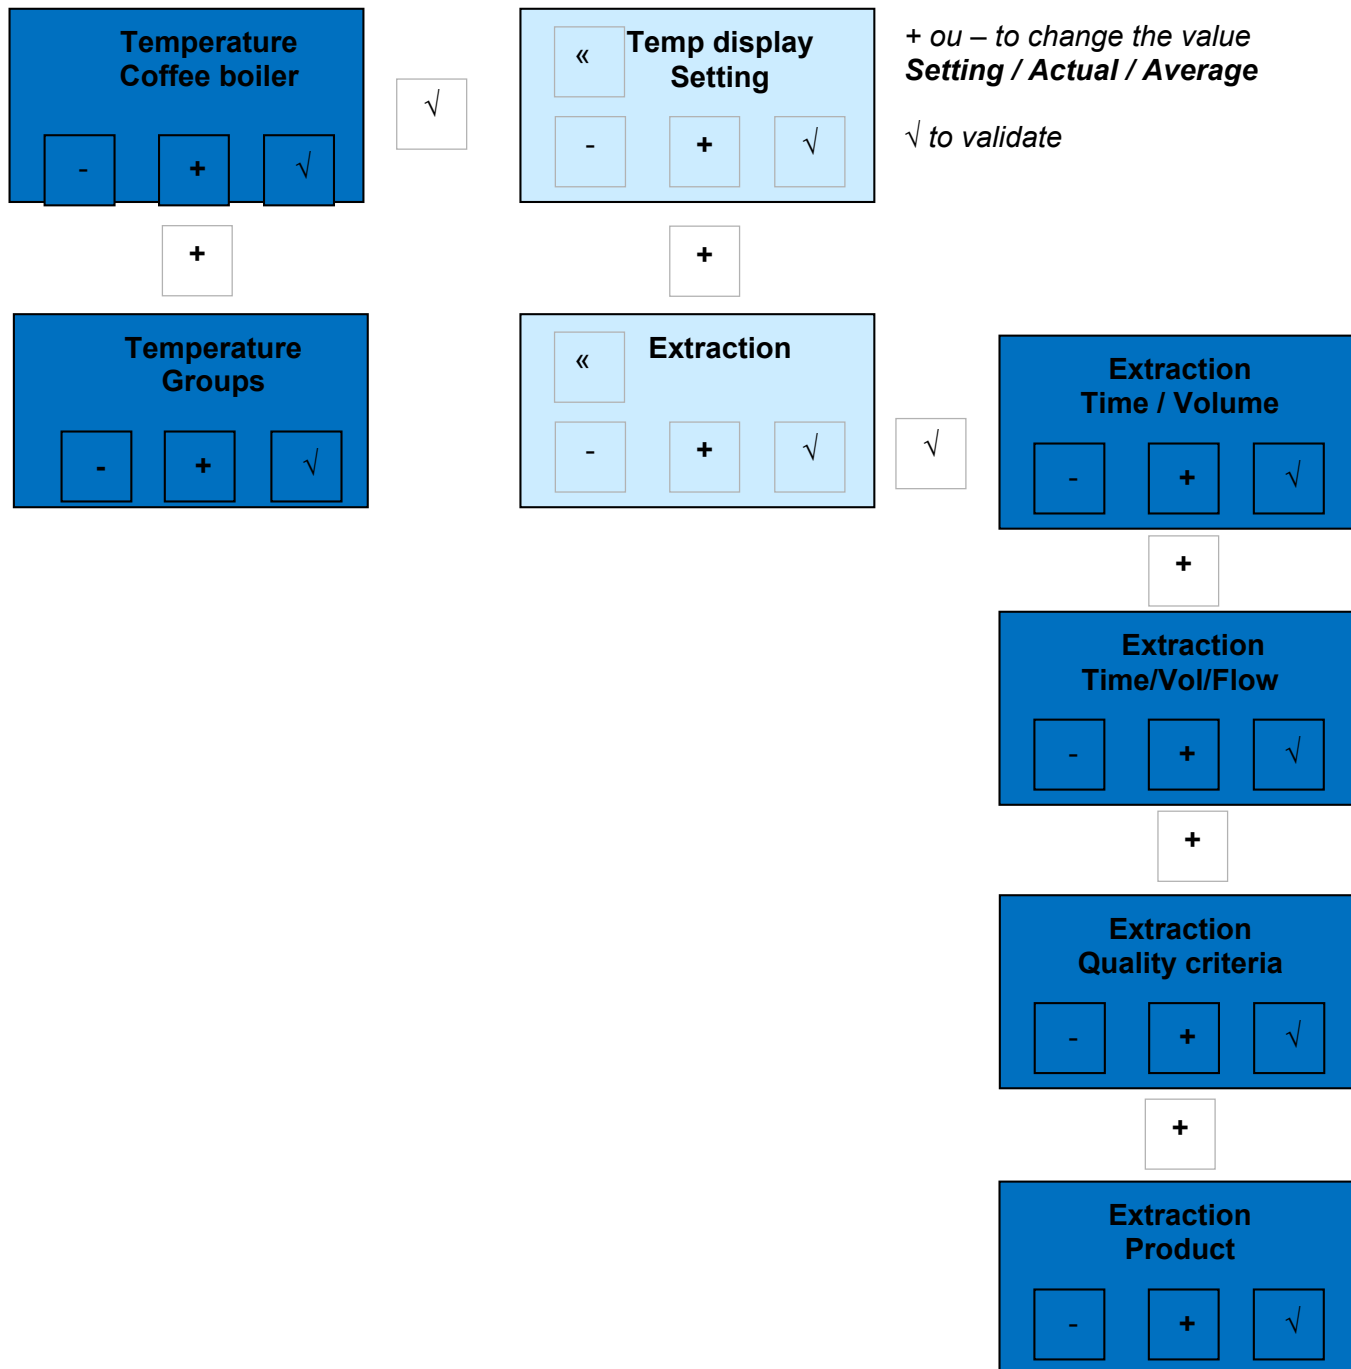 Temperature
Coffee boiler
- + √
√
«
Temp display
Setting
- + √
+ ou – to change the value
Setting / Actual / Average
√ to validate
+
+
Temperature
Groups
- + √
«
Extraction
- + √
√
Extraction
Time / Volume
- + √
+
Extraction
Time/Vol/Flow
- + √
+
Extraction
Quality criteria
- + √
+
Extraction
Product
- + √